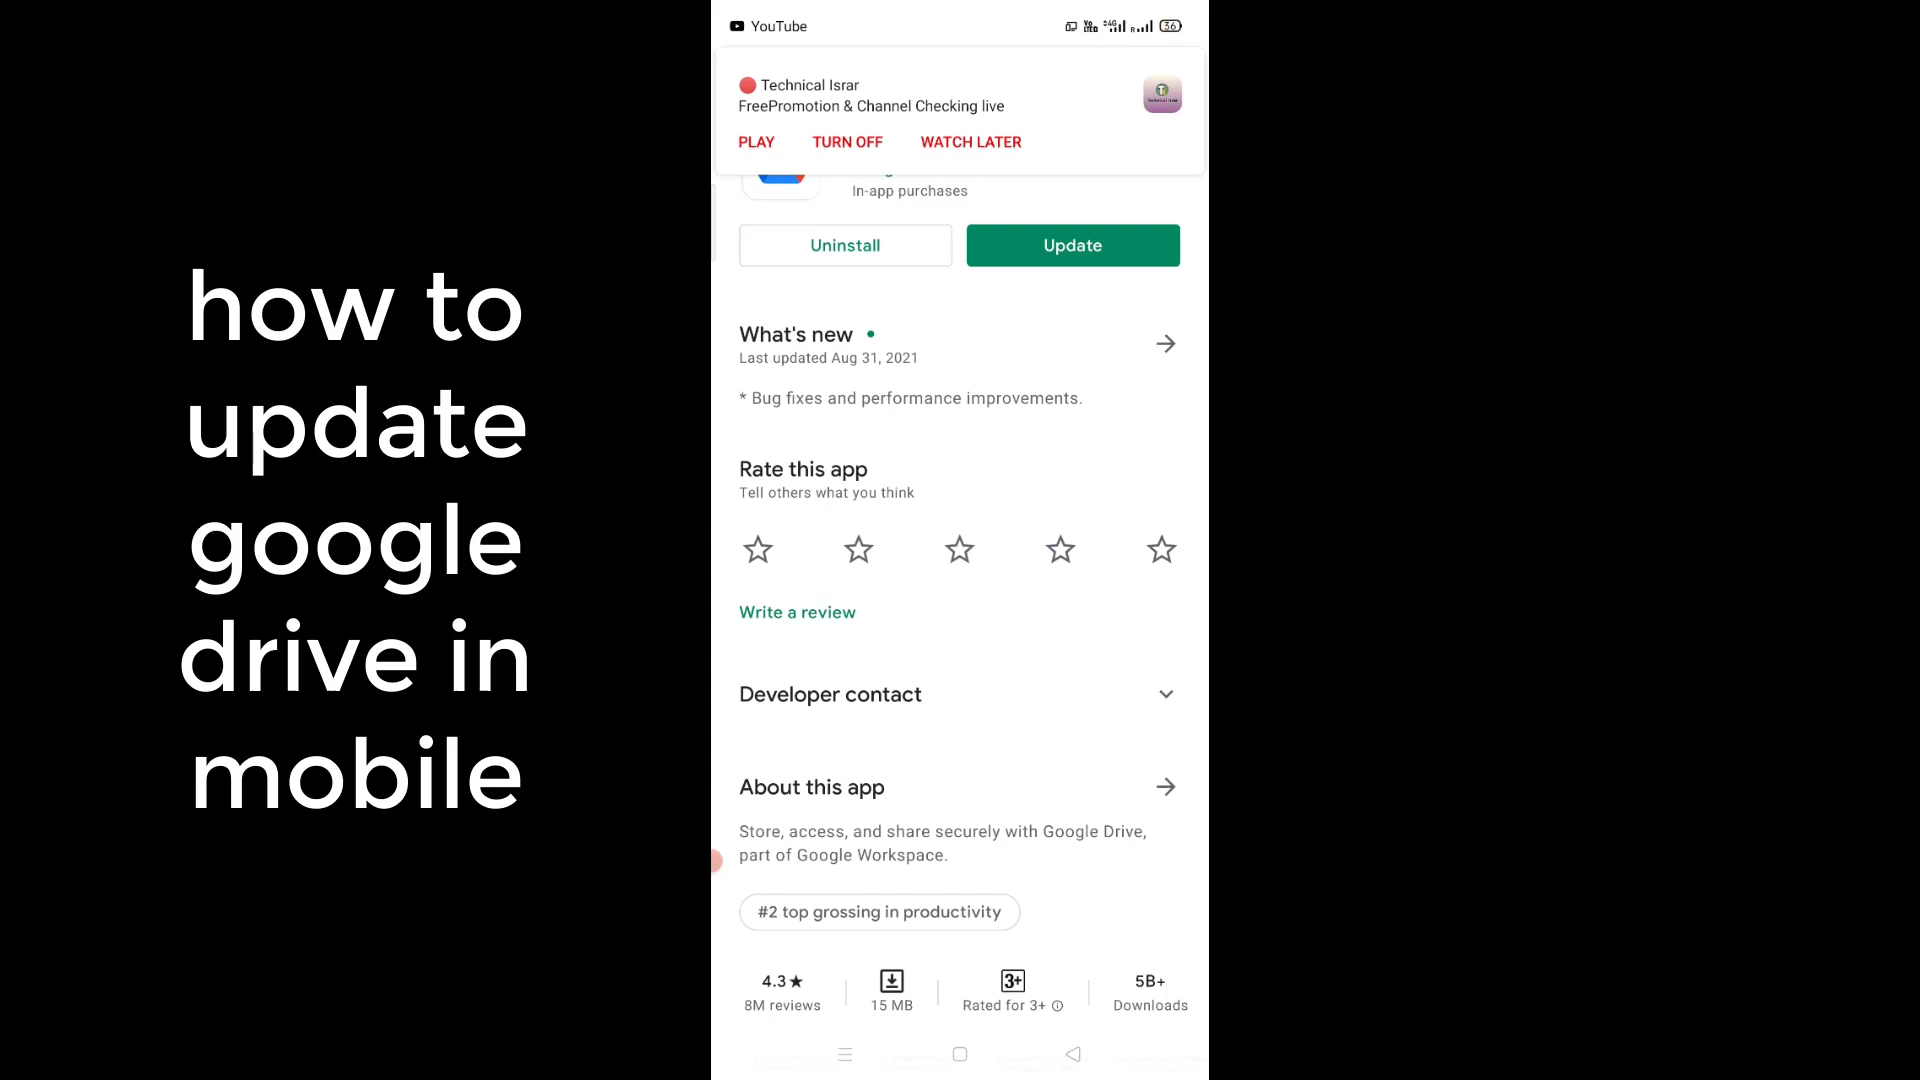 how to
update
google
drive in
mobile
YouTube
36
Technical Israr
FreePromotion & Channel Checking live
PLAY TURN OFF WATCH LATER
In-app purchases
Uninstall Update
What's new
Last updated Aug 31, 2021
* Bug fixes and performance improvements.
Rate this app
Tell others what you think
Write a review
Developer contact
About this app
Store, access, and share securely with Google Drive,
part of Google Workspace.
#2 top grossing in productivity
4.3★ 3+ 5B+
8M reviews 15 MB Rated for 3+ Downloads